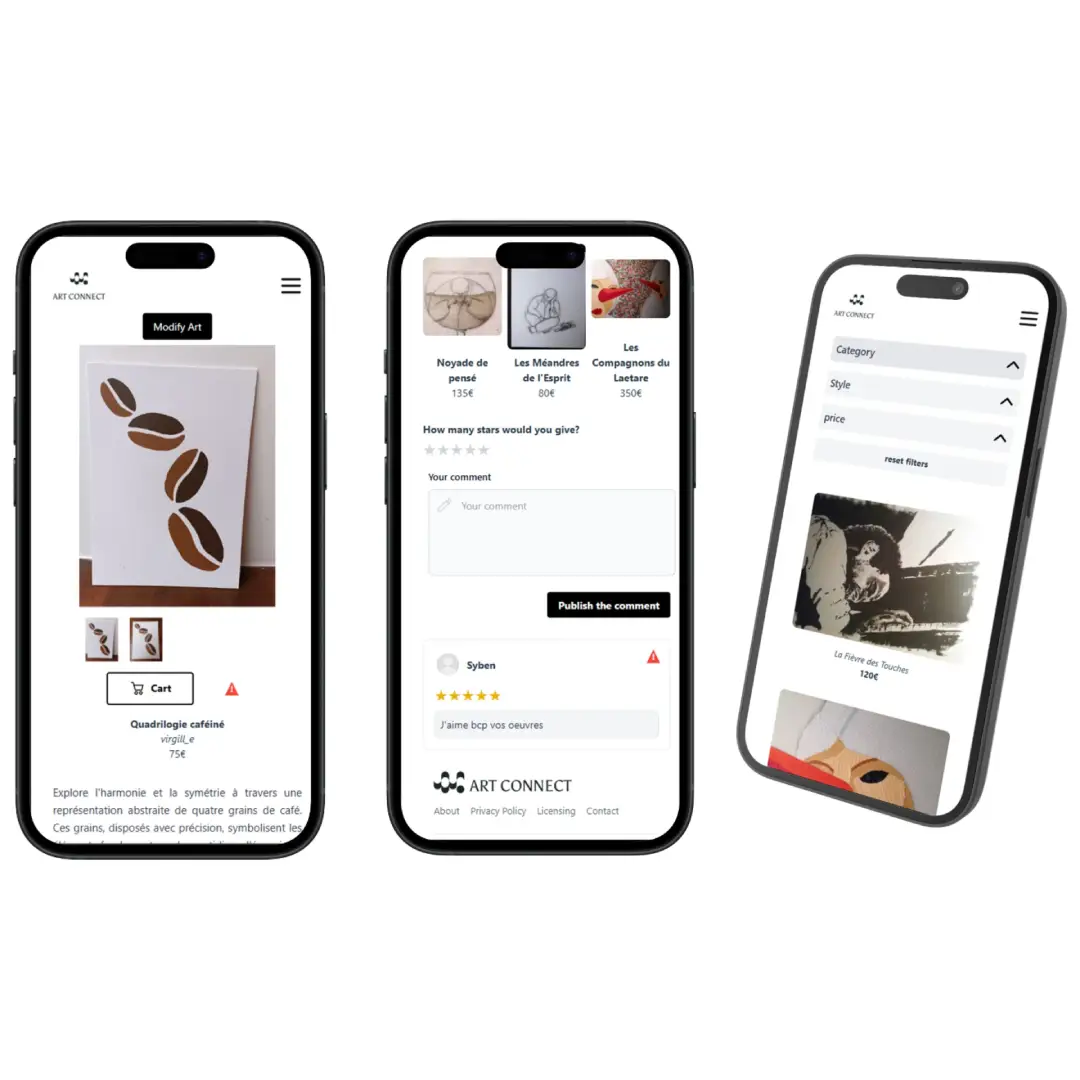 ART CONNECT
Modify Art
Cart
Quadrilogie caféiné
virgill_e
75€
Explore l'harmonie et la symétrie à travers une
représentation abstraite de quatre grains de café.
Ces grains, disposés avec précision, symbolisent les
Noyade de
pensé
135€
Les Méandres
de l'Esprit
80€
Les
Compagnons du
Laetare
350€
How many stars would you give?
Your comment
Your comment
Publish the comment
Syben
J'aime bcp vos oeuvres
ART CONNECT
About Privacy Policy Licensing Contact
ART CONNECT
Category
Style
price
reset filters
La Fièvre des Touches
120€